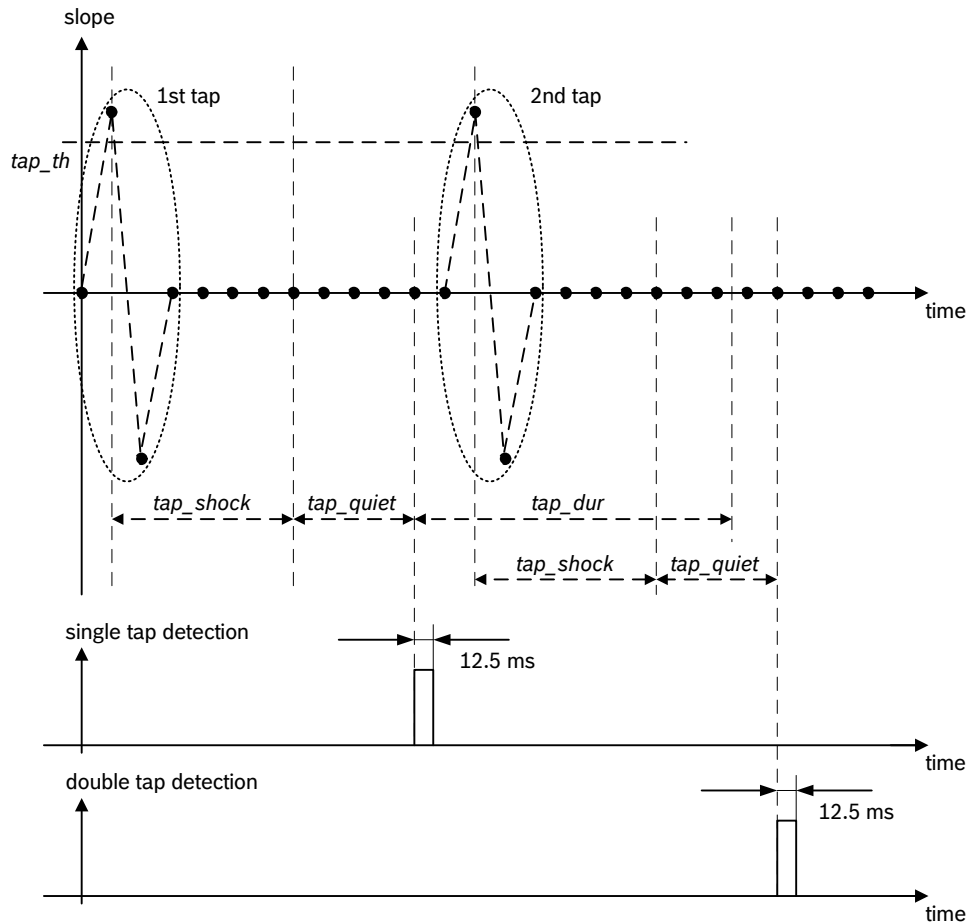 slope
1st tap
2nd tap
tap_th
time
tap_shock
tap_quiet
tap_dur
tap_shock
tap_quiet
single tap detection
12.5 ms
time
double tap detection
12.5 ms
time